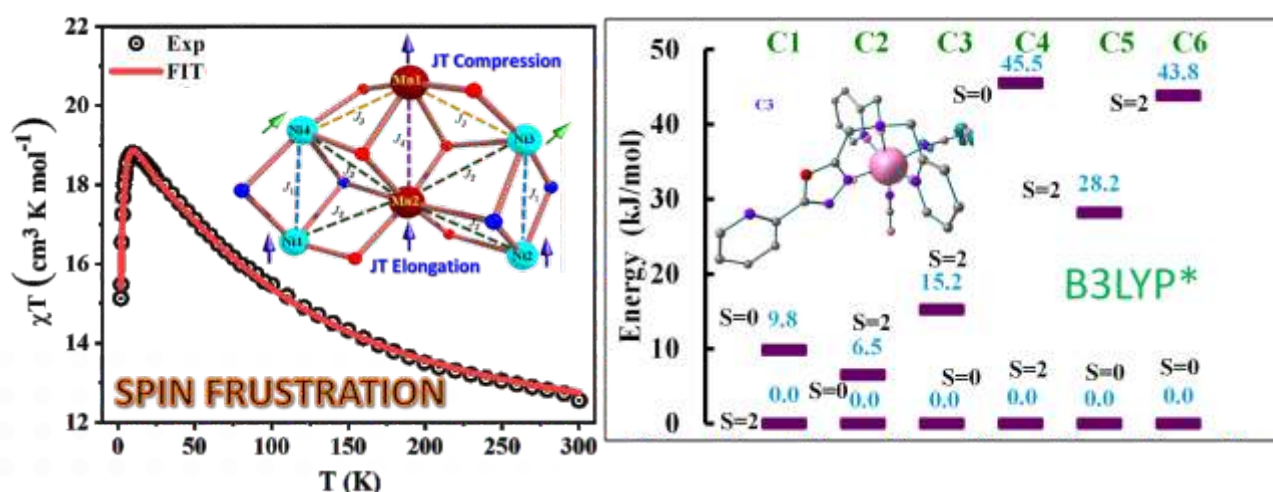 22
20
18
16
14
12
χT (cm³ K mol⁻¹)
Exp
FIT
JT Compression
Mn1
Ni4
Ni3
J₃
J₄
J₁
J₂
J₁
Mn2
Ni1
Ni2
JT Elongation
SPIN FRUSTRATION
0 50 100 150 200 250 300
T (K)
C1 C2 C3 C4 C5 C6
50
40
30
20
10
0
Energy (kJ/mol)
C3
45.5
S=0
43.8
S=2
28.2
S=2
S=2
15.2
B3LYP*
S=0 9.8
S=2
6.5
S=0
S=2
S=0
S=0
S=0
0.0 0.0 0.0 0.0 0.0 0.0
S=2